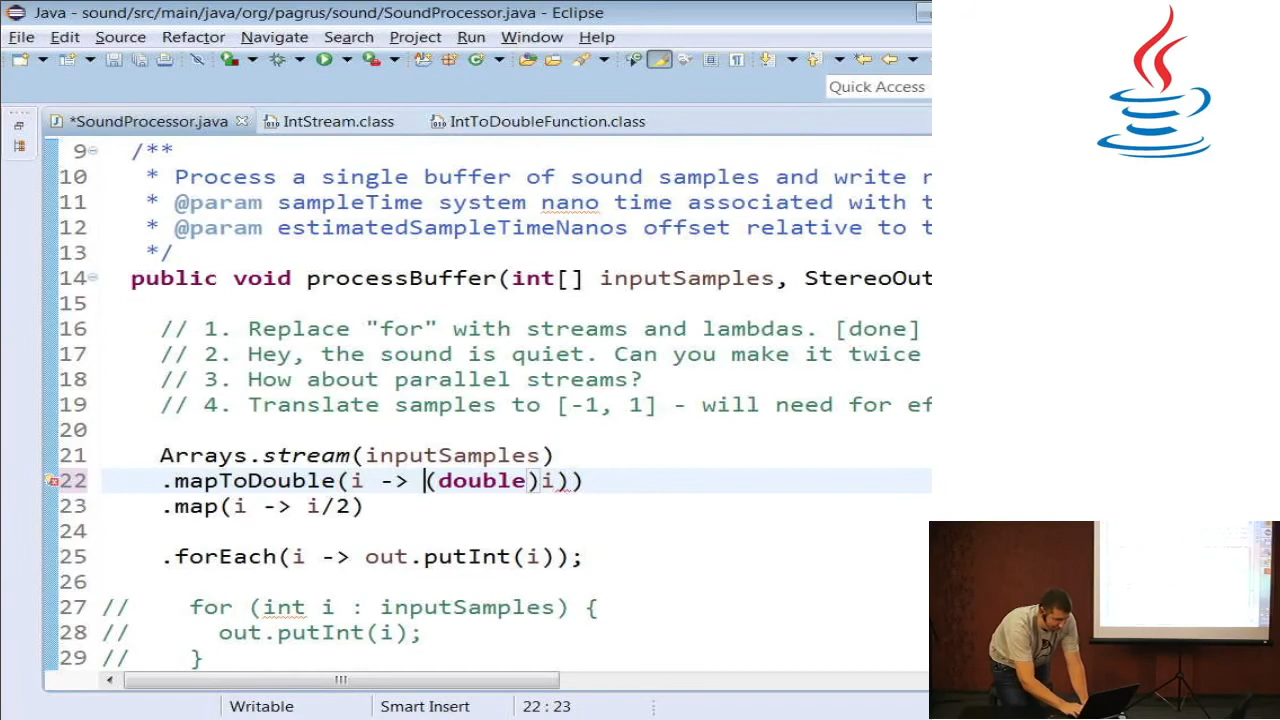 Java - sound/src/main/java/org/pagrus/sound/SoundProcessor.java - Eclipse
File Edit Source Refactor Navigate Search Project Run Window Help
Quick Access
*SoundProcessor.java IntStream.class IntToDoubleFunction.class
9 /**
10 * Process a single buffer of sound samples and write
11 * @param sampleTime system nano time associated with
12 * @param estimatedSampleTimeNanos offset relative to
13 */
14 public void processBuffer(int[] inputSamples, StereoOut
15
16 // 1. Replace "for" with streams and lambdas. [done]
17 // 2. Hey, the sound is quiet. Can you make it twice
18 // 3. How about parallel streams?
19 // 4. Translate samples to [-1, 1] - will need for ef
20
21 Arrays.stream(inputSamples)
22 .mapToDouble(i -> (double)i))
23 .map(i -> i/2)
24
25 .forEach(i -> out.putInt(i));
26
27 // for (int i : inputSamples) {
28 // out.putInt(i);
29 // }
Writable Smart Insert 22 : 23